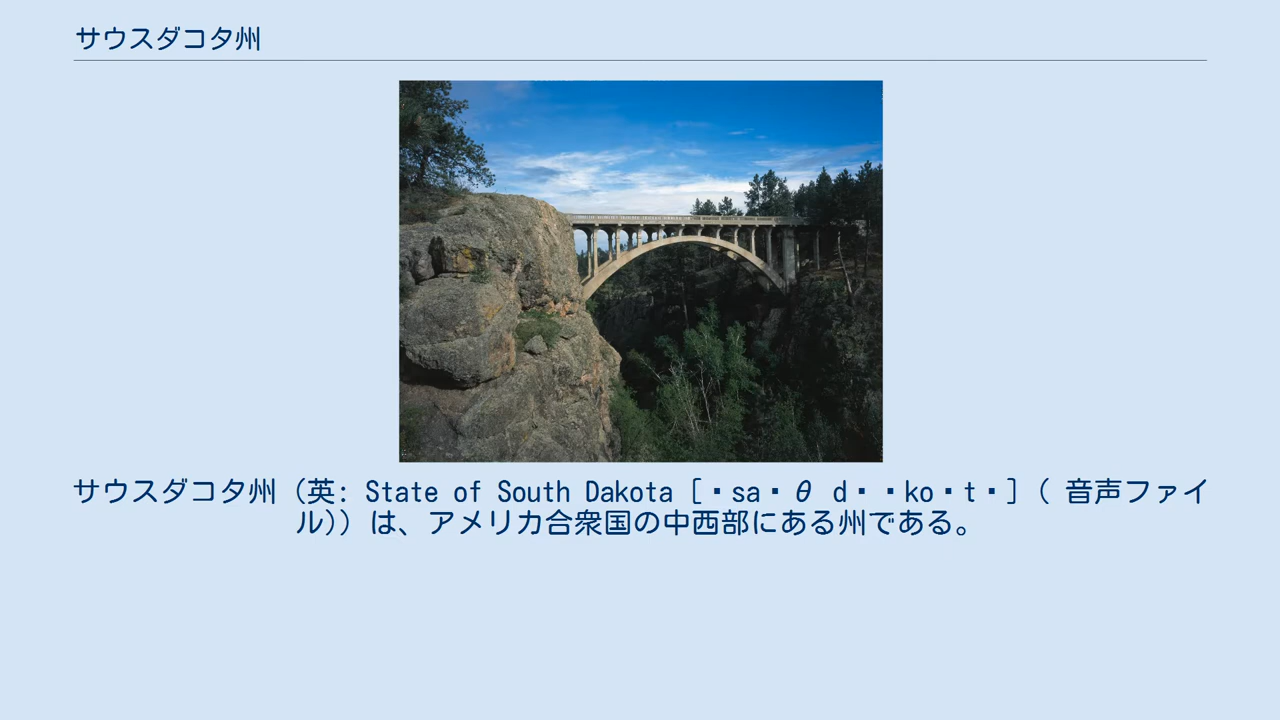 サウスダコタ州
サウスダコタ州（英: State of South Dakota [▪sa▪θ d▪▪ko▪t▪]（ 音声ファイ
ル））は、アメリカ合衆国の中西部にある州である。